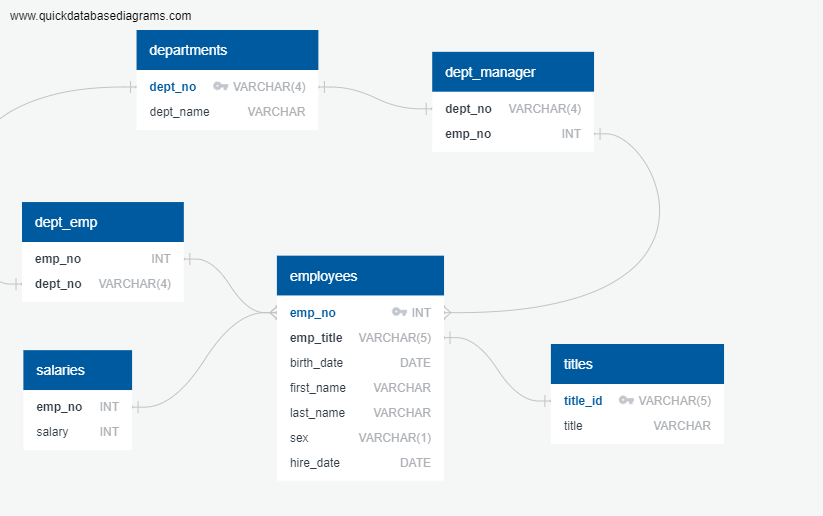 www.quickdatabasediagrams.com
departments
dept_no VARCHAR(4)
dept_name VARCHAR
dept_manager
dept_no VARCHAR(4)
emp_no INT
dept_emp
emp_no INT
dept_no VARCHAR(4)
employees
emp_no INT
emp_title VARCHAR(5)
birth_date DATE
first_name VARCHAR
last_name VARCHAR
sex VARCHAR(1)
hire_date DATE
salaries
emp_no INT
salary INT
titles
title_id VARCHAR(5)
title VARCHAR